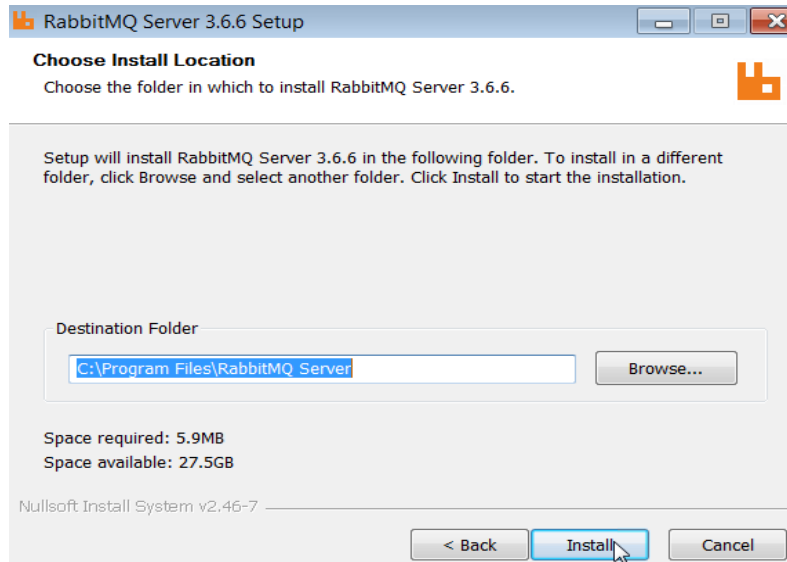 RabbitMQ Server 3.6.6 Setup
Choose Install Location
Choose the folder in which to install RabbitMQ Server 3.6.6.
Setup will install RabbitMQ Server 3.6.6 in the following folder. To install in a different
folder, click Browse and select another folder. Click Install to start the installation.
Destination Folder
C:\Program Files\RabbitMQ Server
Browse...
Space required: 5.9MB
Space available: 27.5GB
Nullsoft Install System v2.46-7
< Back
Install
Cancel